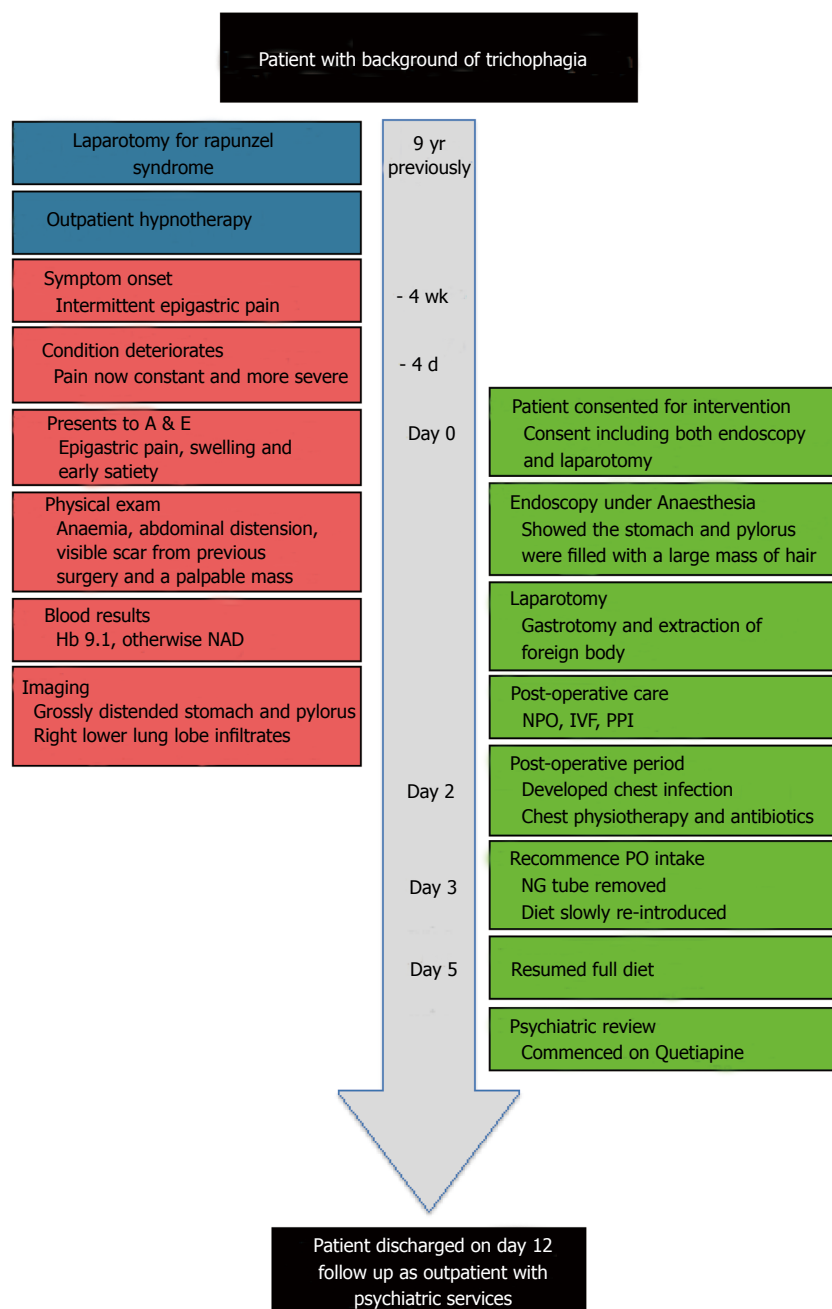 Patient with background of trichophagia
Laparotomy for rapunzel
syndrome
9 yr
previously
Outpatient hypnotherapy
Symptom onset
Intermittent epigastric pain
- 4 wk
Condition deteriorates
Pain now constant and more severe
- 4 d
Presents to A & E
Epigastric pain, swelling and
early satiety
Day 0
Patient consented for intervention
Consent including both endoscopy
and laparotomy
Physical exam
Anaemia, abdominal distension,
visible scar from previous
surgery and a palpable mass
Endoscopy under Anaesthesia
Showed the stomach and pylorus
were filled with a large mass of hair
Blood results
Hb 9.1, otherwise NAD
Laparotomy
Gastrotomy and extraction of
foreign body
Imaging
Grossly distended stomach and pylorus
Right lower lung lobe infiltrates
Post-operative care
NPO, IVF, PPI
Day 2
Post-operative period
Developed chest infection
Chest physiotherapy and antibiotics
Day 3
Recommence PO intake
NG tube removed
Diet slowly re-introduced
Day 5
Resumed full diet
Psychiatric review
Commenced on Quetiapine
Patient discharged on day 12
follow up as outpatient with
psychiatric services